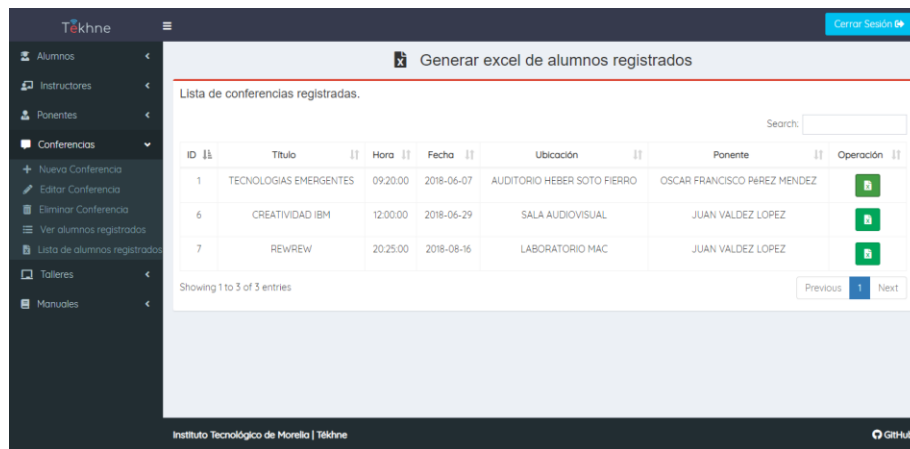 Tēkhne
Cerrar Sesión
Alumnos
Instructores
Ponentes
Conferencias
Nueva Conferencia
Editar Conferencia
Eliminar Conferencia
Ver alumnos registrados
Lista de alumnos registrados
Talleres
Manuales
Generar excel de alumnos registrados
Lista de conferencias registradas.
Search:
ID Título Hora Fecha Ubicación Ponente Operación
1 TECNOLOGIAS EMERGENTES 09:20:00 2018-06-07 AUDITORIO HEBER SOTO FIERRO OSCAR FRANCISCO PéREZ MENDEZ
6 CREATIVIDAD IBM 12:00:00 2018-06-29 SALA AUDIOVISUAL JUAN VALDEZ LOPEZ
7 REWREW 20:25:00 2018-08-16 LABORATORIO MAC JUAN VALDEZ LOPEZ
Showing 1 to 3 of 3 entries
Previous 1 Next
Instituto Tecnológico de Morelia | Tēkhne
GitHub